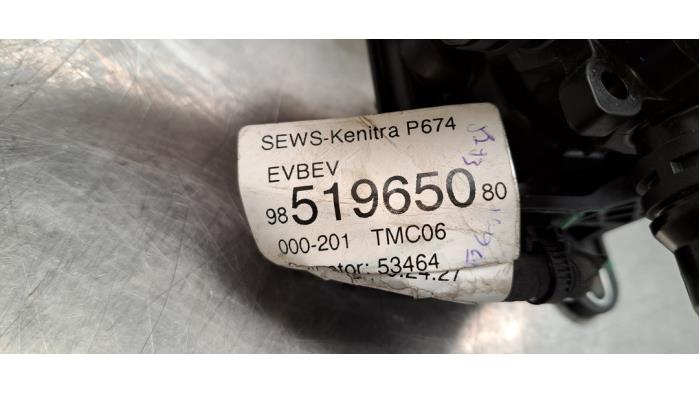 SEWS-Kenitra P674
EVBEV
98 519650 80
000-201 TMC06
53464